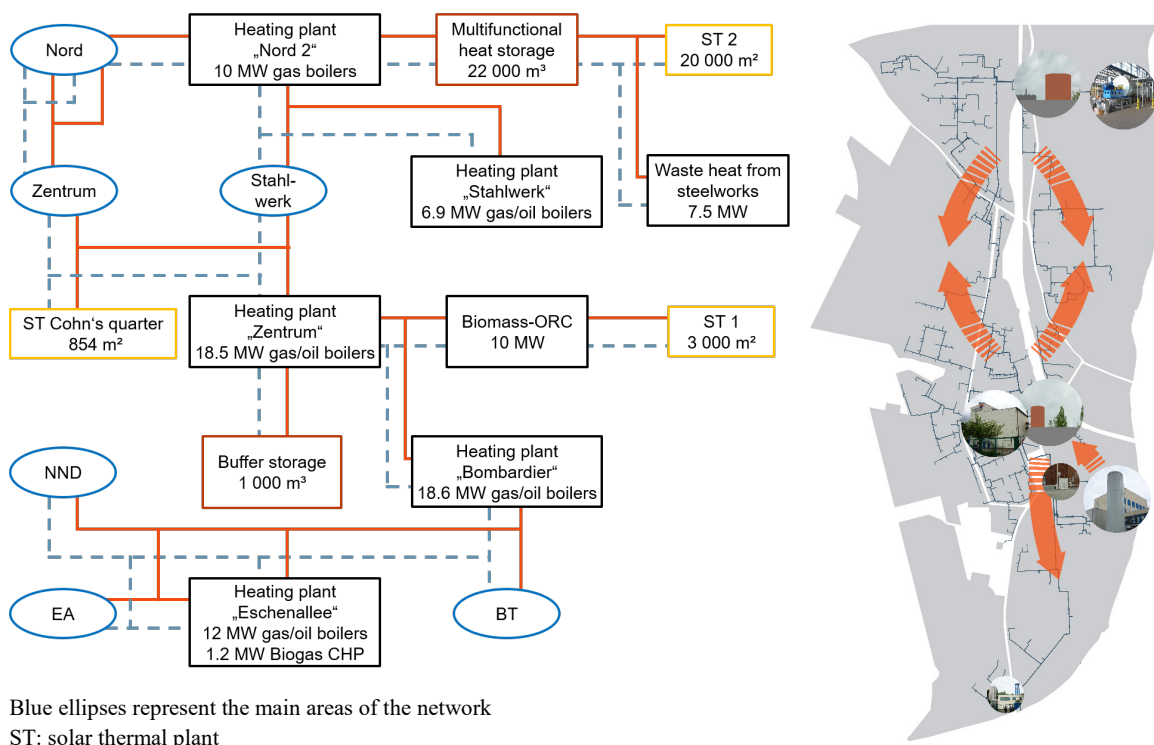 Nord
Heating plant
„Nord 2“
10 MW gas boilers
Multifunctional
heat storage
22 000 m³
ST 2
20 000 m²
Zentrum
Stahl-
werk
Heating plant
„Stahlwerk“
6.9 MW gas/oil boilers
Waste heat from
steelworks
7.5 MW
ST Cohn‘s quarter
854 m²
Heating plant
„Zentrum“
18.5 MW gas/oil boilers
Biomass-ORC
10 MW
ST 1
3 000 m²
NND
Buffer storage
1 000 m³
Heating plant
„Bombardier“
18.6 MW gas/oil boilers
EA
Heating plant
„Eschenallee“
12 MW gas/oil boilers
1.2 MW Biogas CHP
BT
Blue ellipses represent the main areas of the network
ST: solar thermal plant